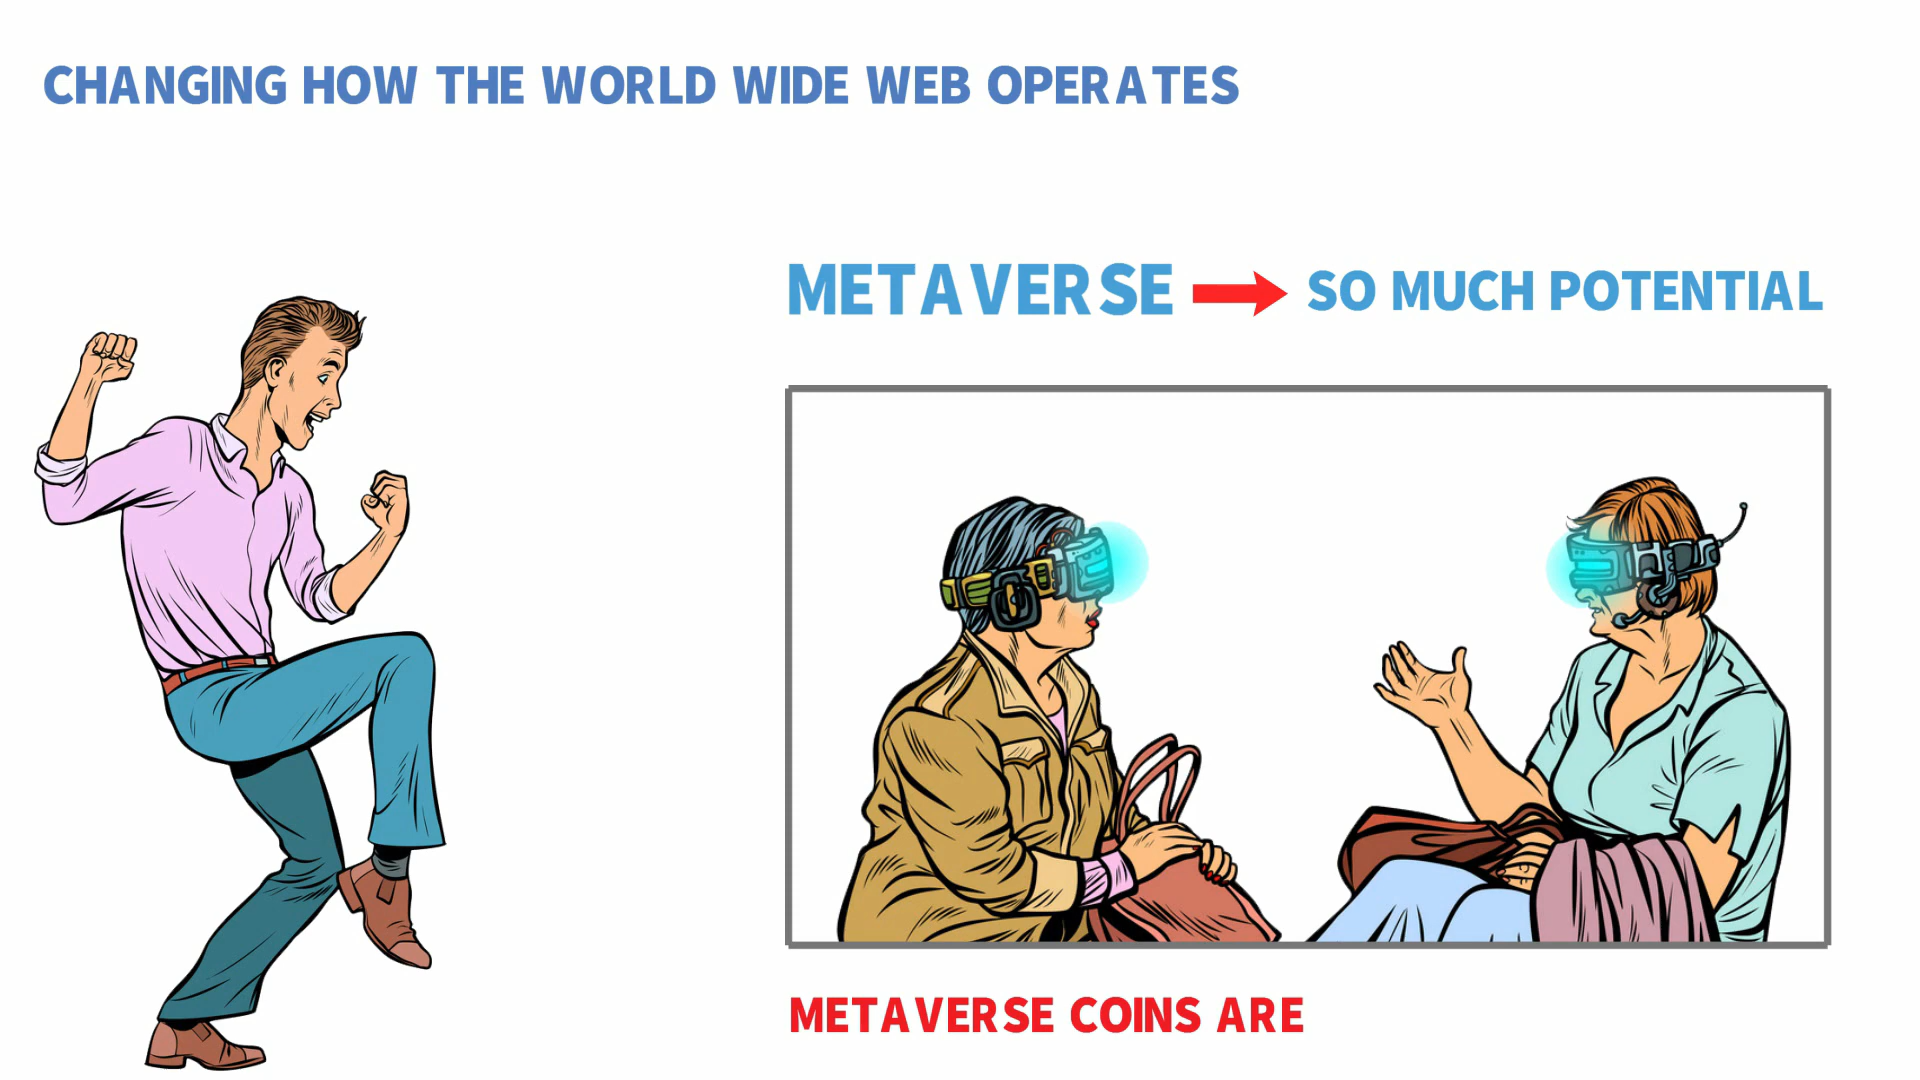 CHANGING HOW THE WORLD WIDE WEB OPERATES
METAVERSE SO MUCH POTENTIAL
METAVERSE COINS ARE